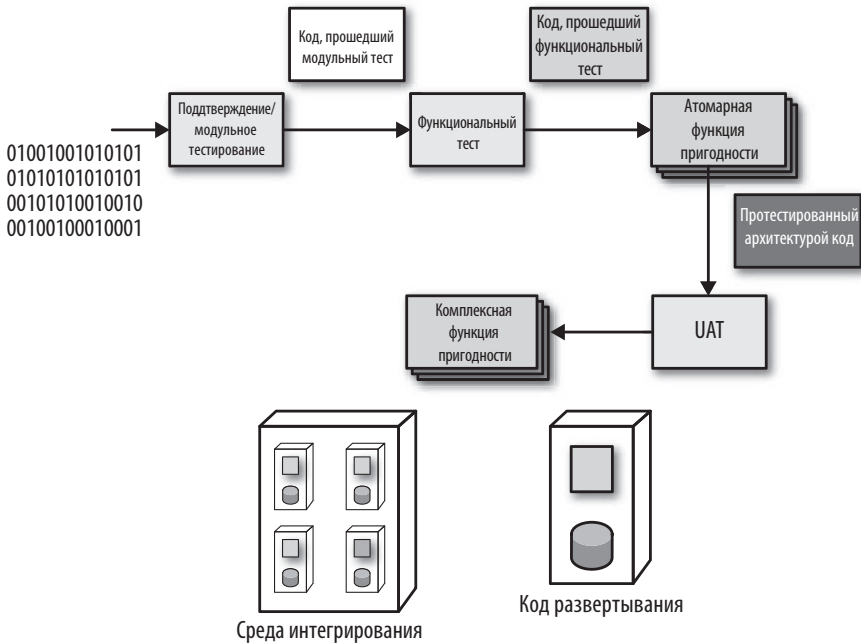 Код, прошедший
модульный тест
Код, прошедший
функциональный
тест
Поддтверждение/
модульное
тестирование
Функциональный
тест
Атомарная
функция
пригодности
01001001010101
01010101010101
00101010010010
00100100010001
Протестированный
архитектурой код
Комплексная
функция
пригодности
UAT
Среда интегрирования
Код развертывания